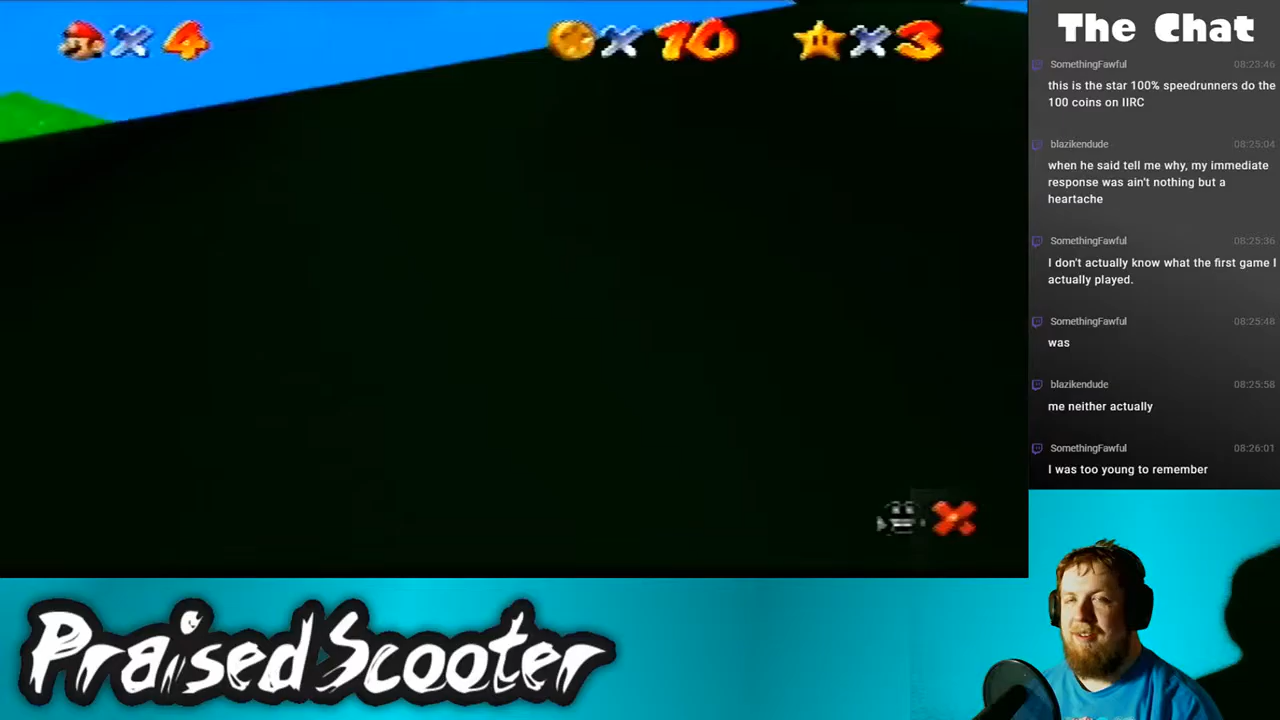 x 4
x 10
x 3
The Chat
SomethingFawful 08:23:46
this is the star 100% speedrunners do the
100 coins on IIRC
blazikendude 08:25:04
when he said tell me why, my immediate
response was ain't nothing but a
heartache
SomethingFawful 08:25:36
I don't actually know what the first game I
actually played.
SomethingFawful 08:25:48
was
blazikendude 08:25:58
me neither actually
SomethingFawful 08:26:01
I was too young to remember
PraisedScooter